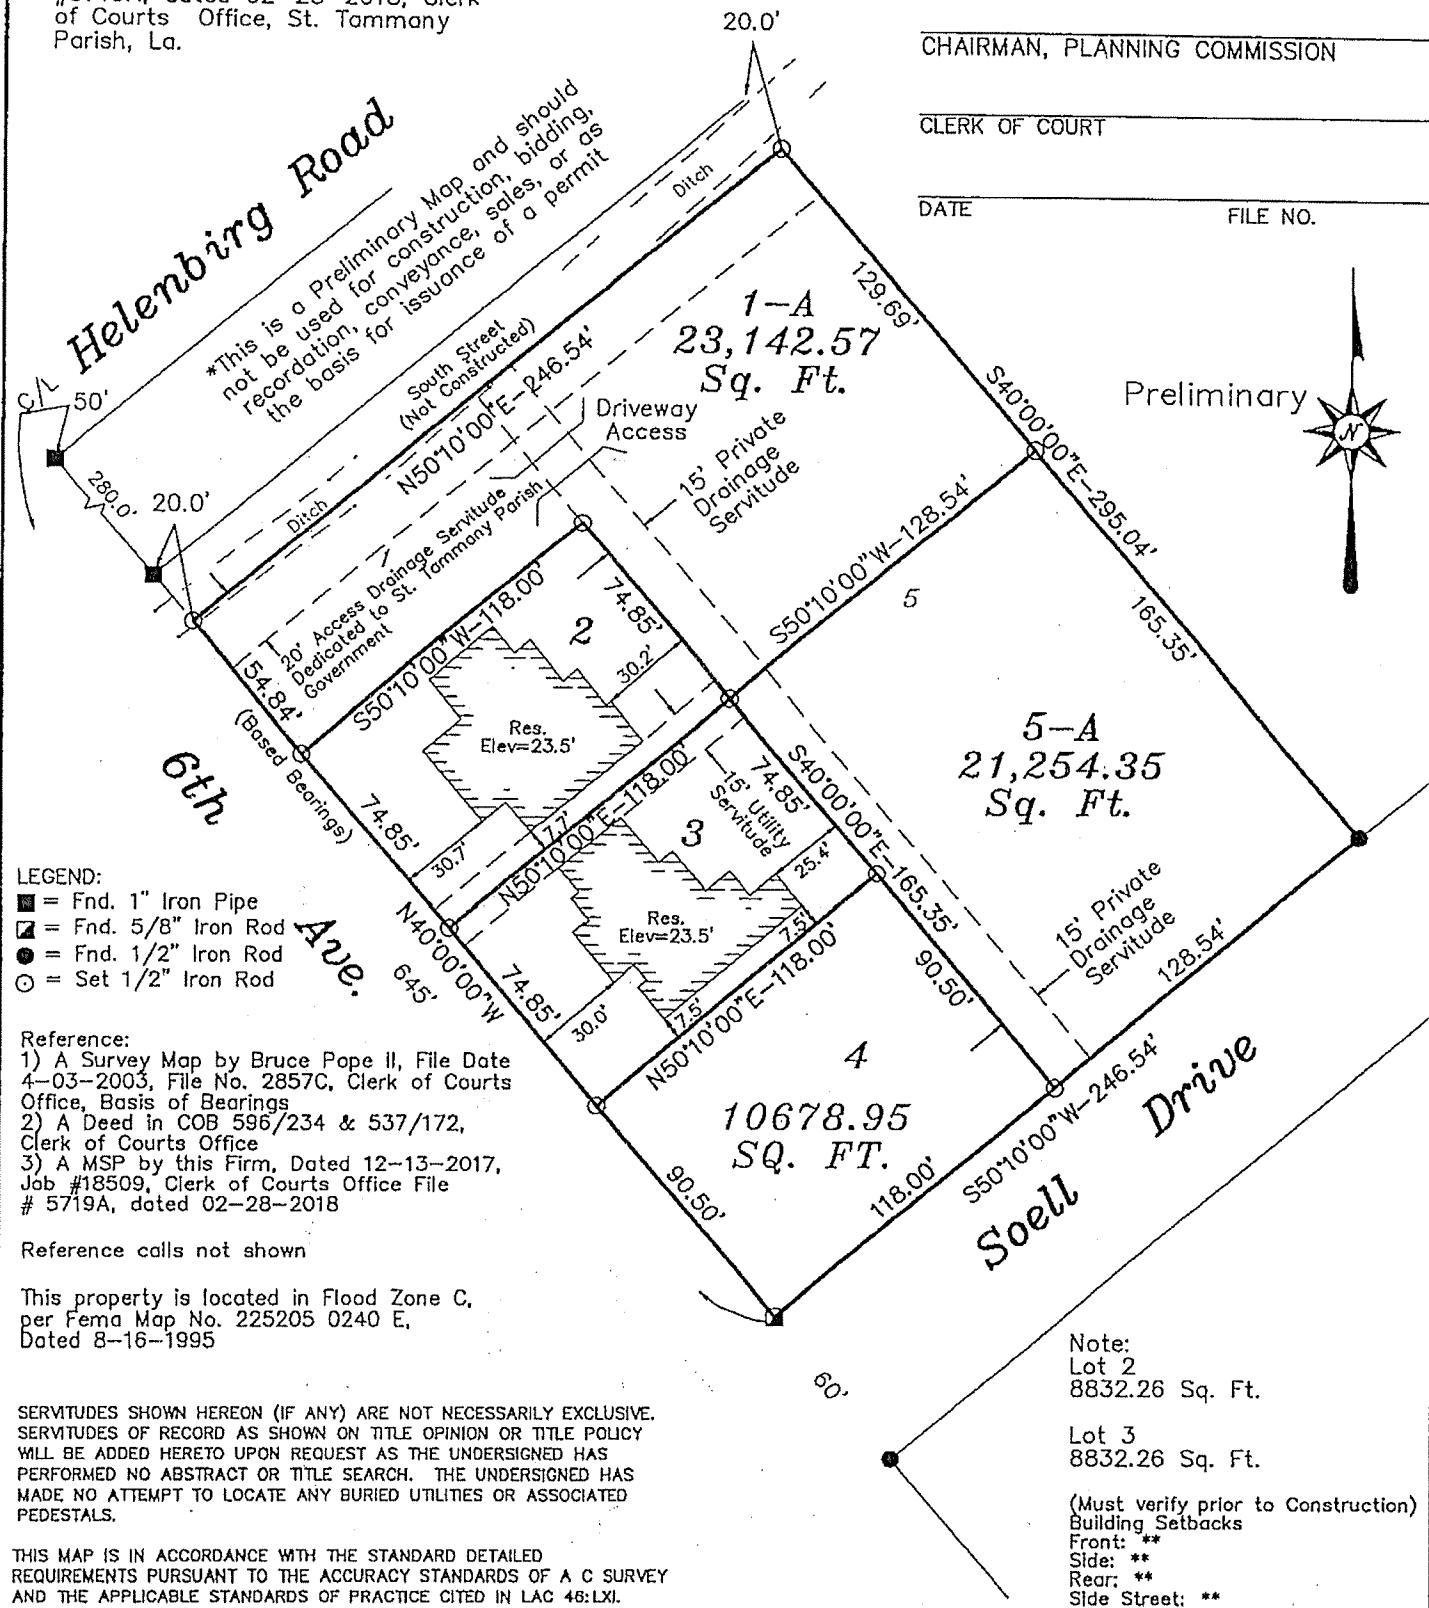 of Courts Office, St. Tammany
Parish, La.
20.0'
CHAIRMAN, PLANNING COMMISSION
CLERK OF COURT
DATE FILE NO.
Helenbirg Road
*This is a Preliminary Map and should
not be used for construction, bidding,
recordation, conveyance, sales, or as
the basis for issuance of a permit
Ditch
South Street
(Not Constructed)
N50°10'00"E-246.54'
129.69'
1-A
23,142.57
Sq. Ft.
Preliminary
N
C/L
50'
280.0'
20.0'
Ditch
Driveway
Access
15' Private
Drainage
Servitude
S40°00'00"E-295.04'
S50°10'00"W-128.54'
20' Access Drainage Servitude
Dedicated to St. Tammany Parish
Government
54.84'
(Based Bearings)
S50°10'00"W-118.00'
2
74.85'
30.2'
5
165.35'
Res.
Elev=23.5'
6th
Ave.
74.85'
30.7'
7.7'
N50°10'00"E-118.00'
3
15' Utility
Servitude
74.85'
S40°00'00"E-165.35'
25.4'
5-A
21,254.35
Sq. Ft.
LEGEND:
= Fnd. 1" Iron Pipe
= Fnd. 5/8" Iron Rod
= Fnd. 1/2" Iron Rod
= Set 1/2" Iron Rod
N40°00'00"W
645'
74.85'
30.0'
Res.
Elev=23.5'
7.5'
7.5'
N50°10'00"E-118.00'
90.50'
15' Private
Drainage
Servitude
128.54'
4
10678.95
SQ. FT.
90.50'
118.00'
S50°10'00"W-246.54'
Soell Drive
60'
Reference:
1) A Survey Map by Bruce Pope II, File Date
4-03-2003, File No. 2857C, Clerk of Courts
Office, Basis of Bearings
2) A Deed in COB 596/234 & 537/172,
Clerk of Courts Office
3) A MSP by this Firm, Dated 12-13-2017,
Job #18509, Clerk of Courts Office File
# 5719A, dated 02-28-2018
Reference calls not shown
This property is located in Flood Zone C,
per Fema Map No. 225205 0240 E,
Dated 8-16-1995
SERVITUDES SHOWN HEREON (IF ANY) ARE NOT NECESSARILY EXCLUSIVE.
SERVITUDES OF RECORD AS SHOWN ON TITLE OPINION OR TITLE POLICY
WILL BE ADDED HERETO UPON REQUEST AS THE UNDERSIGNED HAS
PERFORMED NO ABSTRACT OR TITLE SEARCH. THE UNDERSIGNED HAS
MADE NO ATTEMPT TO LOCATE ANY BURIED UTILITIES OR ASSOCIATED
PEDESTALS.
THIS MAP IS IN ACCORDANCE WITH THE STANDARD DETAILED
REQUIREMENTS PURSUANT TO THE ACCURACY STANDARDS OF A C SURVEY
AND THE APPLICABLE STANDARDS OF PRACTICE CITED IN LAC 46:LXI.
Note:
Lot 2
8832.26 Sq. Ft.
Lot 3
8832.26 Sq. Ft.
(Must verify prior to Construction)
Building Setbacks
Front: **
Side: **
Rear: **
Side Street: **